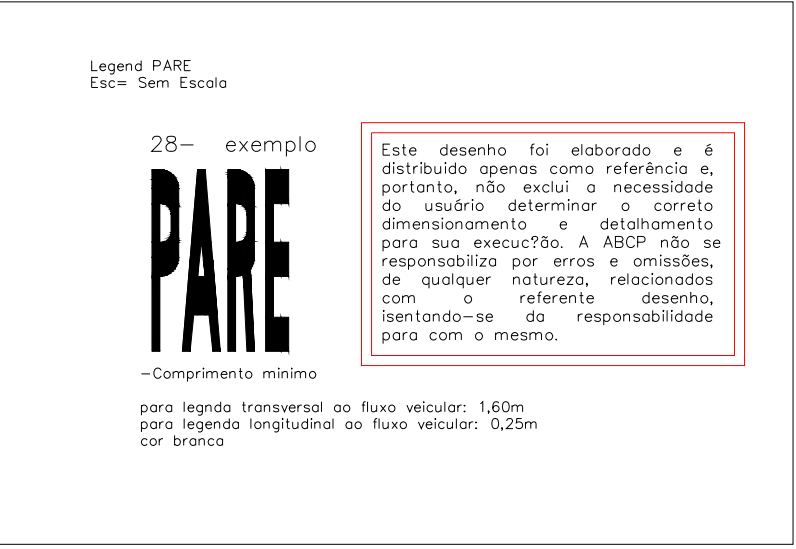 Legend PARE
Esc= Sem Escala
28- exemplo
PARE
-Comprimento minimo
para legnda transversal ao fluxo veicular: 1,60m
para legenda longitudinal ao fluxo veicular: 0,25m
cor branca
Este desenho foi elaborado e é
distribuido apenas como referência e,
portanto, não exclui a necessidade
do usuário determinar o correto
dimensionamento e detalhamento
para sua execuc?ão. A ABCP não se
responsabiliza por erros e omissões,
de qualquer natureza, relacionados
com o referente desenho,
isentando-se da responsabilidade
para com o mesmo.